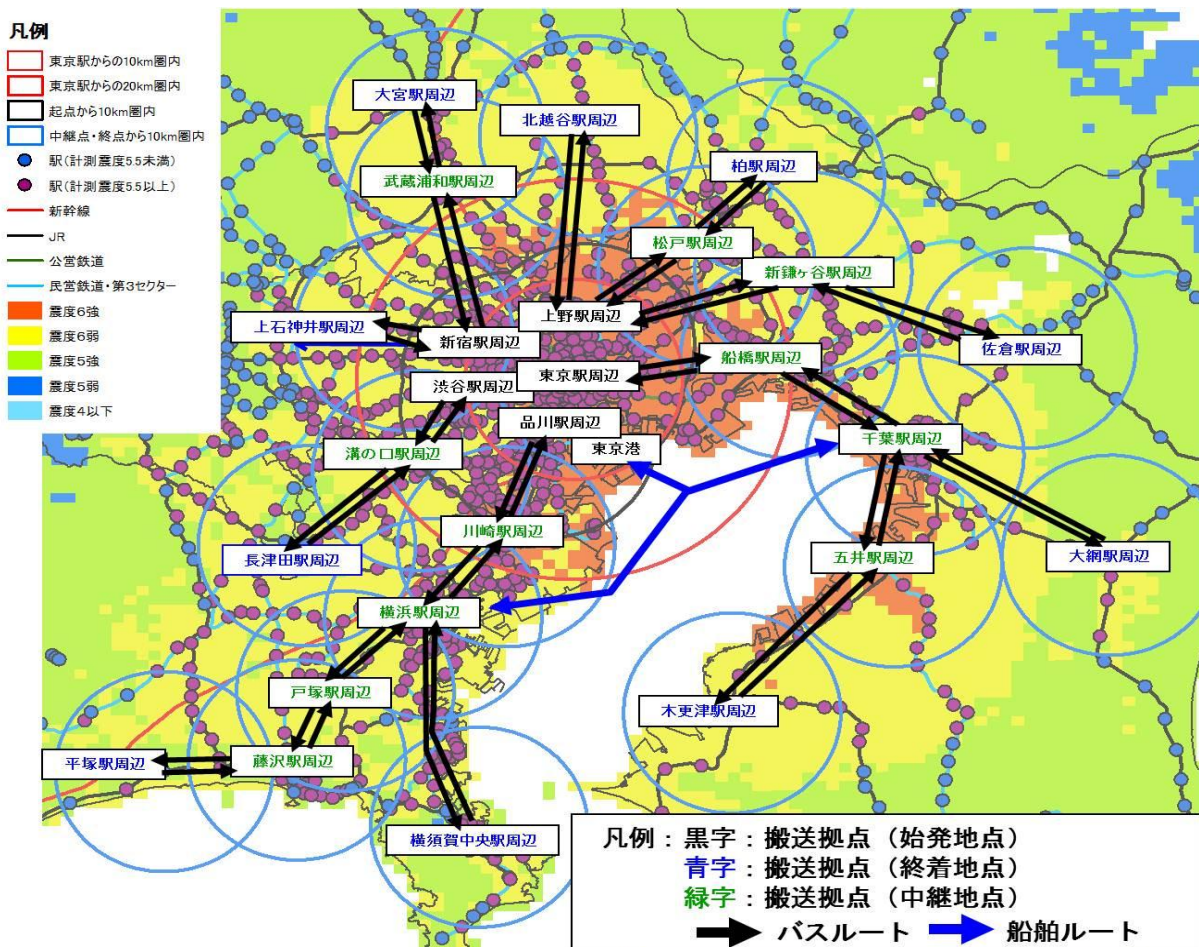 凡例
東京駅からの10km圏内
東京駅からの20km圏内
起点から10km圏内
中継点・終点から10km圏内
駅(計測震度5.5未満)
駅(計測震度5.5以上)
新幹線
JR
公営鉄道
民営鉄道・第3セクター
震度6強
震度6弱
震度5強
震度5弱
震度4以下
大宮駅周辺
北越谷駅周辺
柏駅周辺
武蔵浦和駅周辺
松戸駅周辺
新鎌ヶ谷駅周辺
上野駅周辺
上石神井駅周辺
新宿駅周辺
佐倉駅周辺
船橋駅周辺
東京駅周辺
渋谷駅周辺
品川駅周辺
千葉駅周辺
東京港
溝の口駅周辺
川崎駅周辺
長津田駅周辺
五井駅周辺
大網駅周辺
横浜駅周辺
戸塚駅周辺
木更津駅周辺
平塚駅周辺
藤沢駅周辺
横須賀中央駅周辺
凡例:黒字:搬送拠点(始発地点)
青字:搬送拠点(終着地点)
緑字:搬送拠点(中継地点)
バスルート 船舶ルート